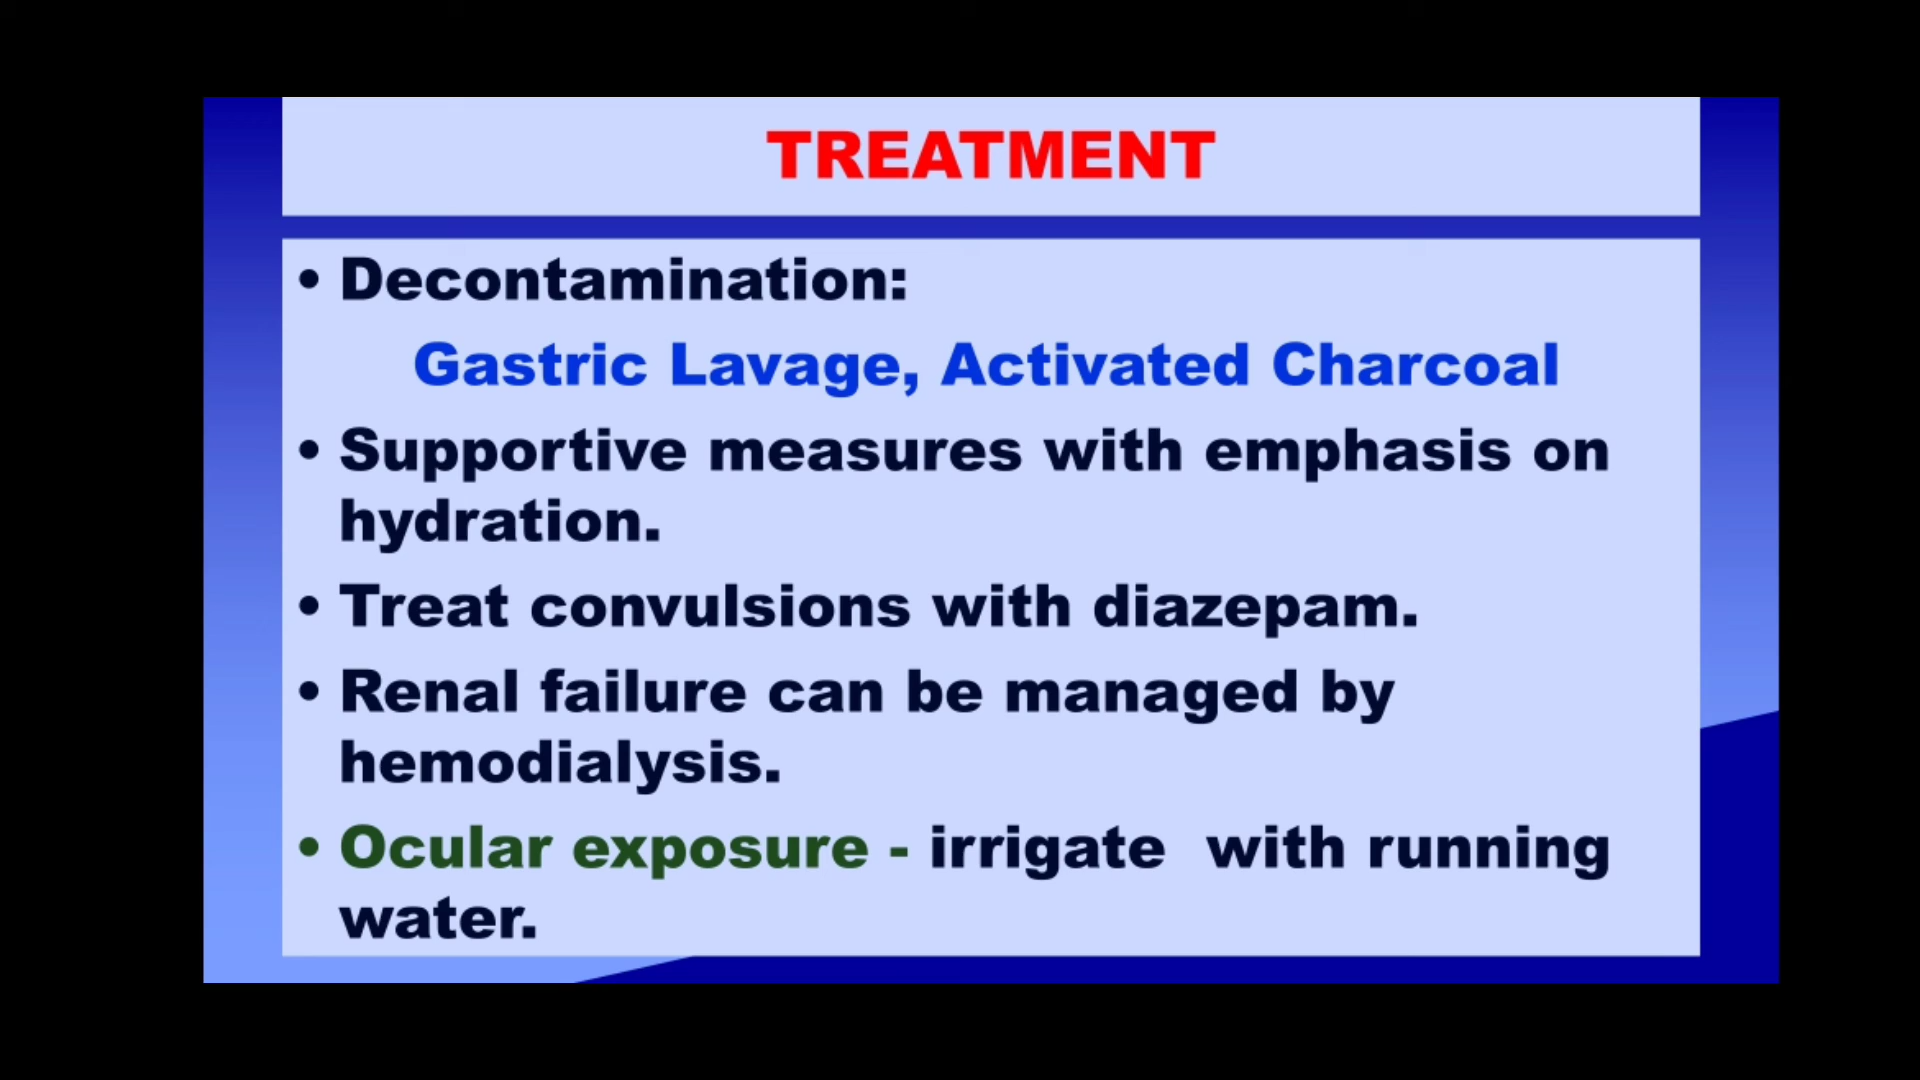 TREATMENT
• Decontamination:
Gastric Lavage, Activated Charcoal
• Supportive measures with emphasis on
hydration.
• Treat convulsions with diazepam.
• Renal failure can be managed by
hemodialysis.
• Ocular exposure - irrigate  with running
water.